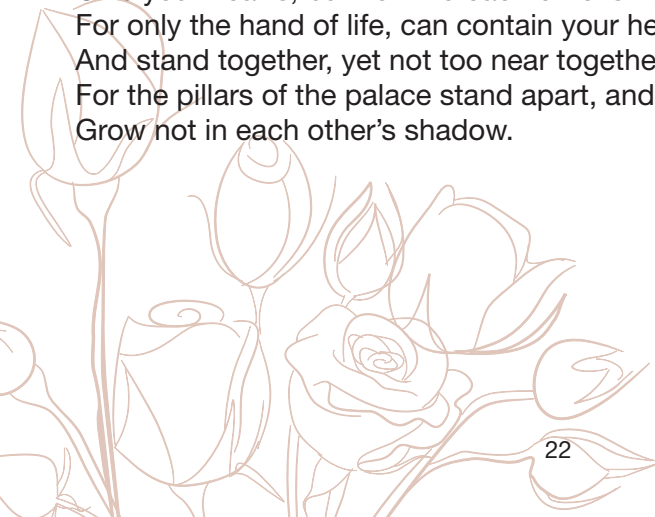 For only the hand of life, can contain your he
And stand together, yet not too near togethe
For the pillars of the palace stand apart, and
Grow not in each other’s shadow.
22